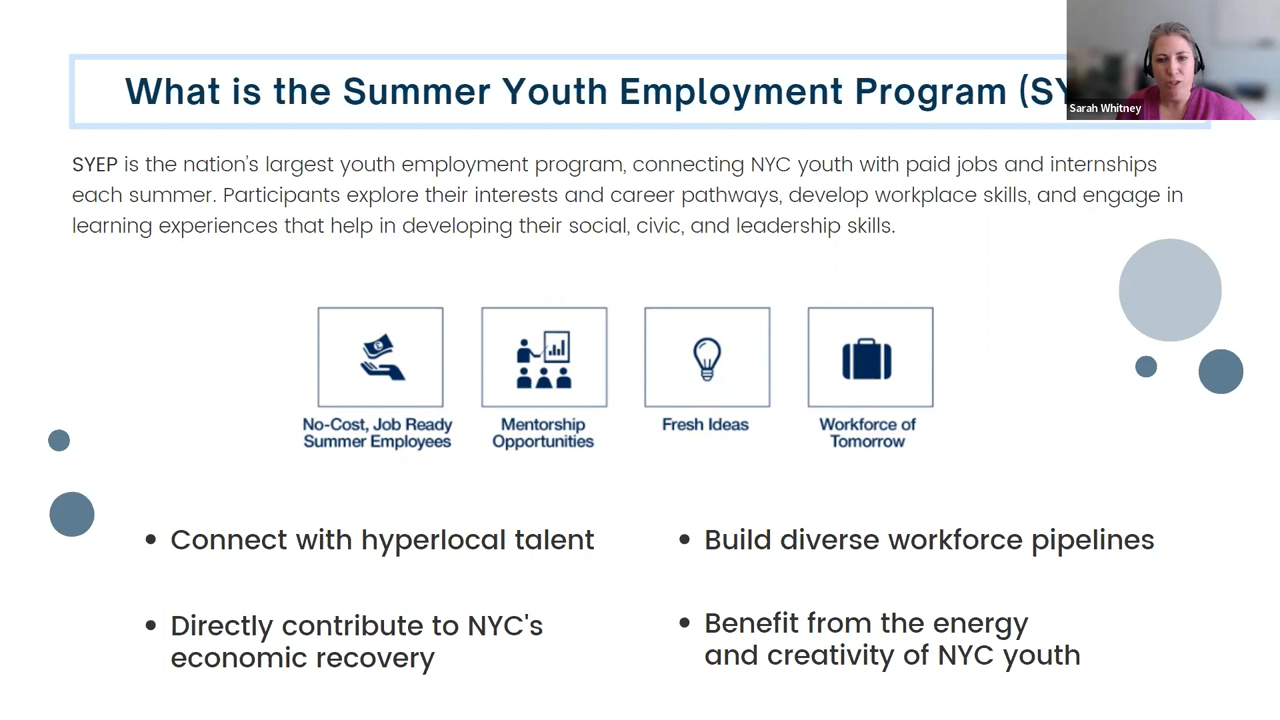 What is the Summer Youth Employment Program (SY
Sarah Whitney
SYEP is the nation's largest youth employment program, connecting NYC youth with paid jobs and internships
each summer. Participants explore their interests and career pathways, develop workplace skills, and engage in
learning experiences that help in developing their social, civic, and leadership skills.
No-Cost, Job Ready
Summer Employees
Mentorship
Opportunities
Fresh Ideas
Workforce of
Tomorrow
• Connect with hyperlocal talent
• Directly contribute to NYC's
economic recovery
• Build diverse workforce pipelines
• Benefit from the energy
and creativity of NYC youth